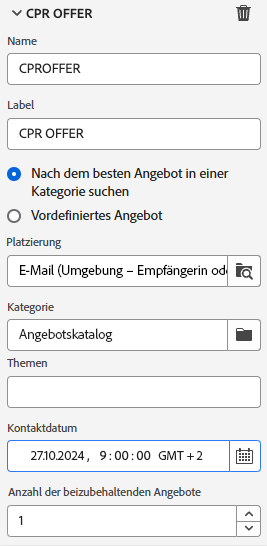 CPR OFFER
Name
CPROFFER
Label
CPR OFFER
Nach dem besten Angebot in einer
Kategorie suchen
Vordefiniertes Angebot
Platzierung
E-Mail (Umgebung – Empfängerin ode
Kategorie
Angebotskatalog
Themen
Kontaktdatum
27.10.2024 , 9 : 00 : 00 GMT + 2
Anzahl der beizubehaltenden Angebote
1